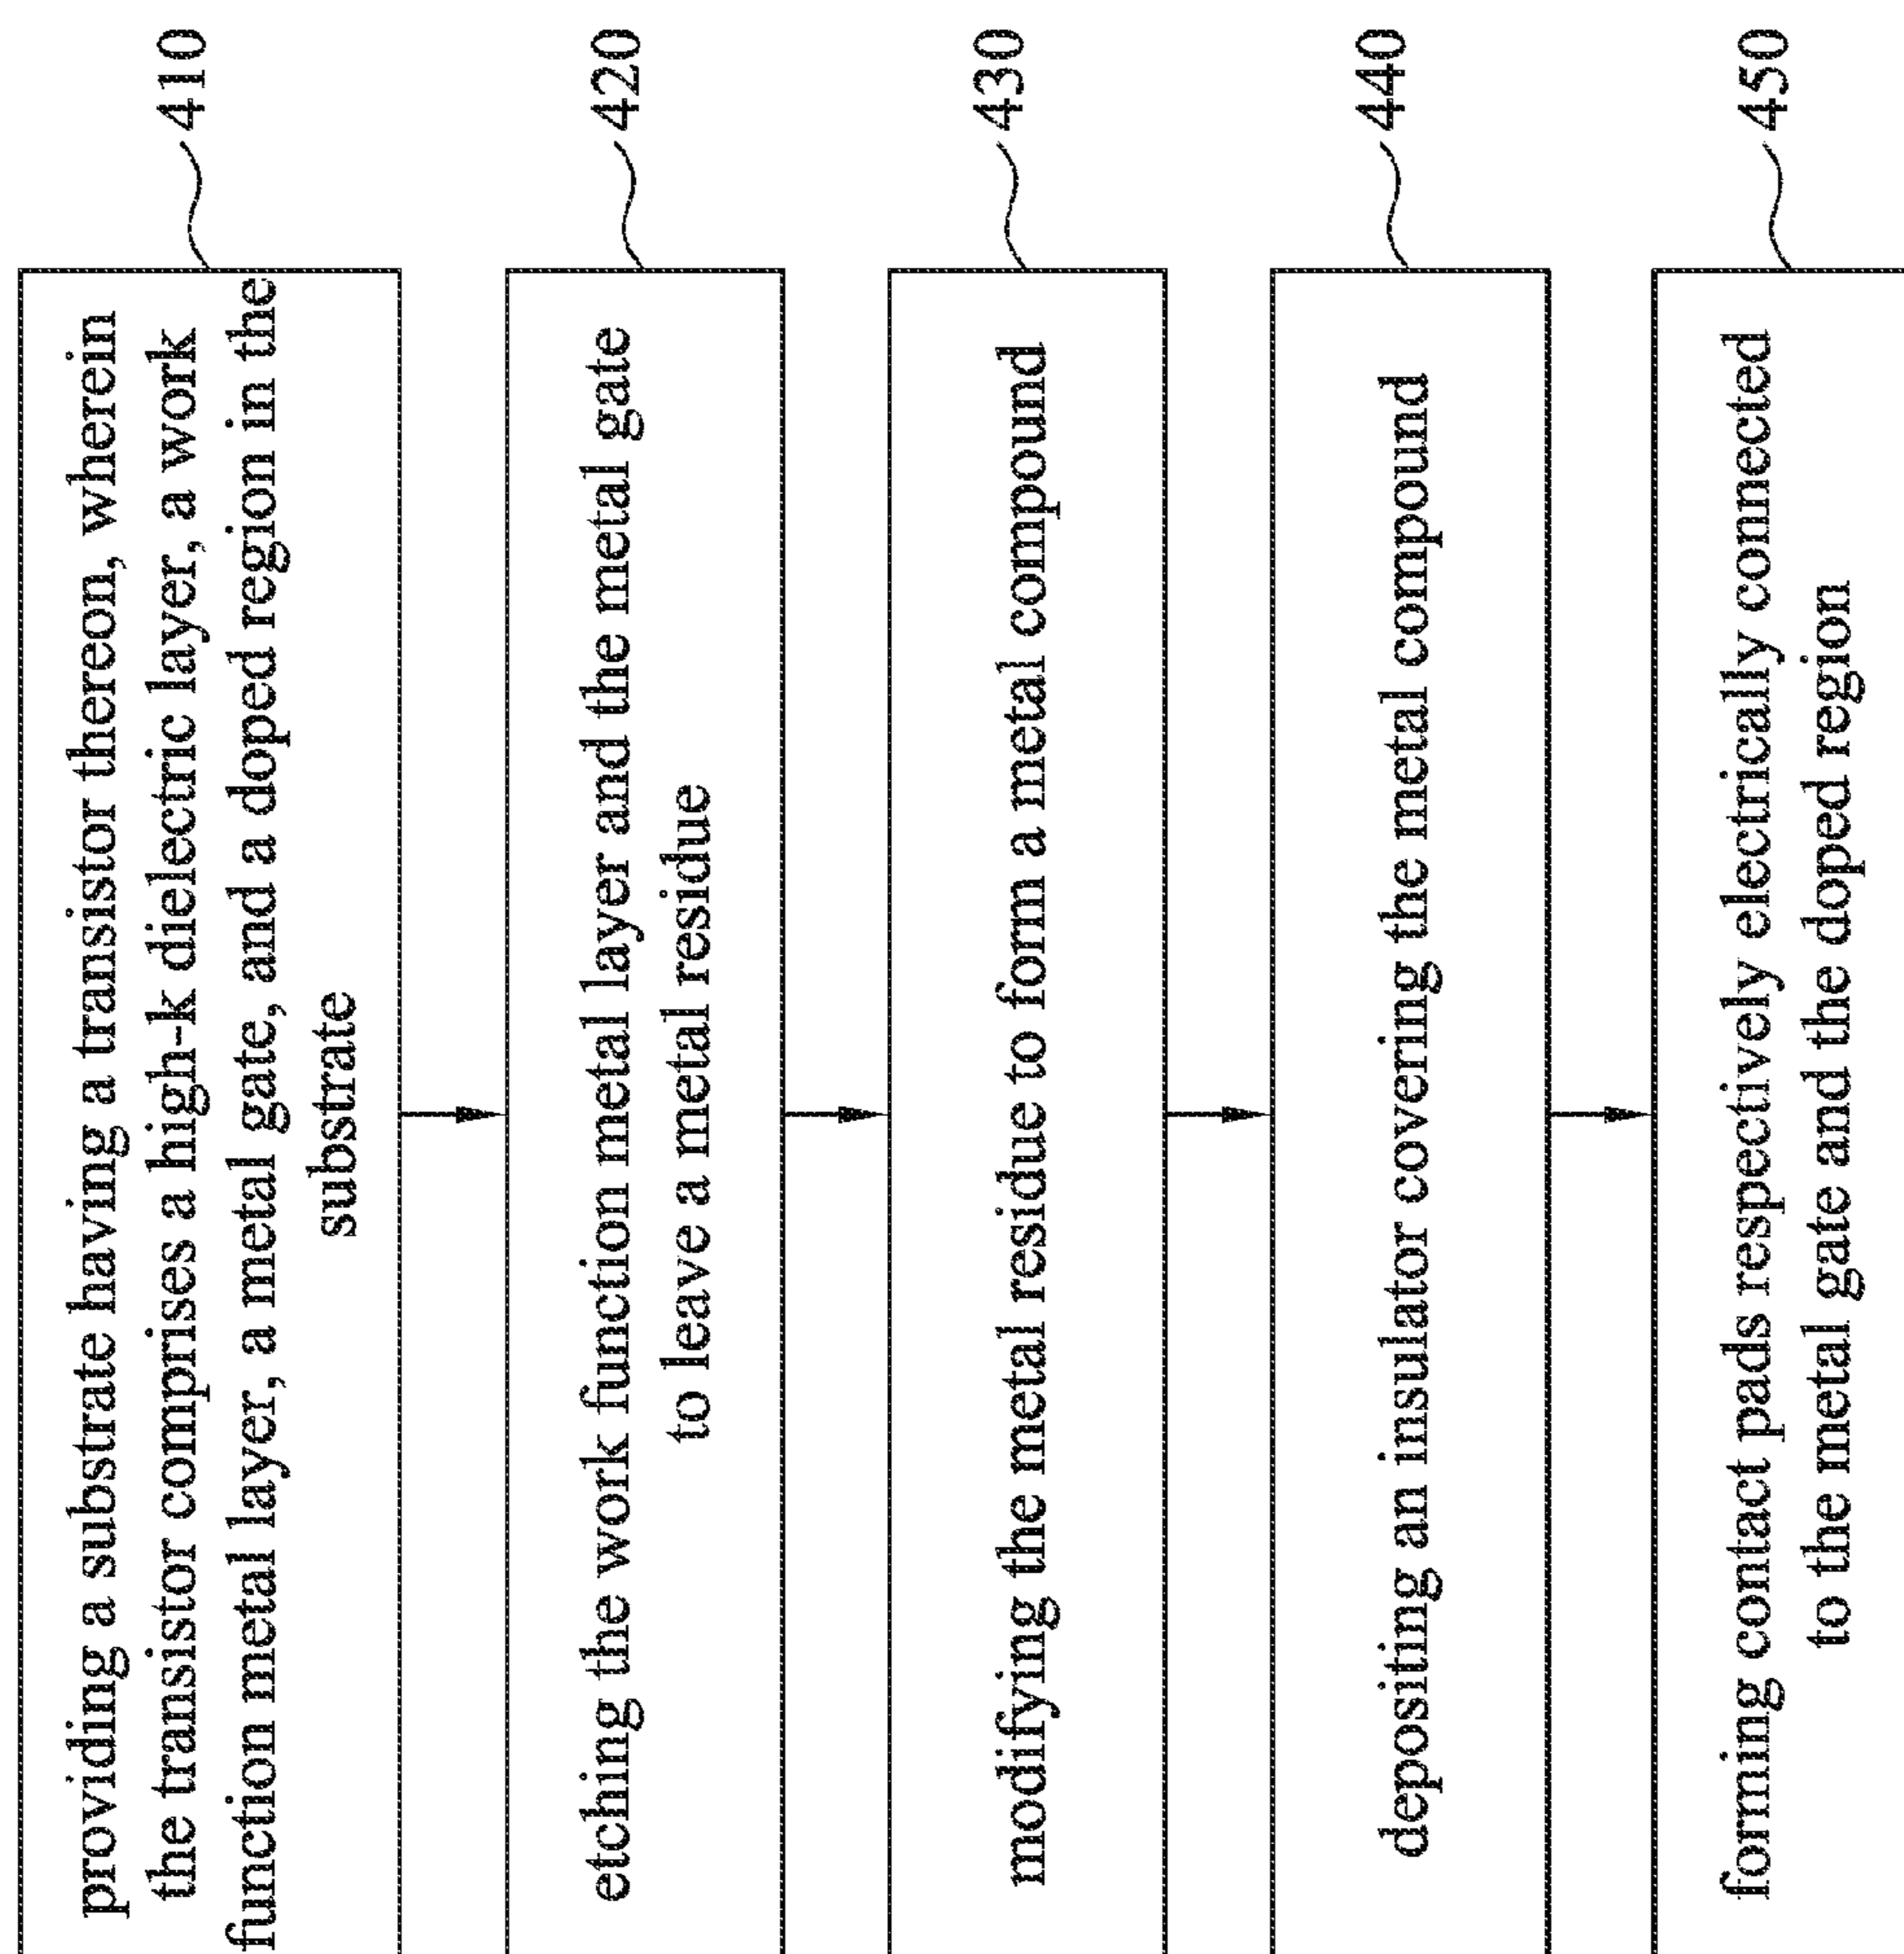 providing a substrate having a transistor thereon, wherein
the transistor comprises a high-k dielectric layer, a work
function metal layer, a metal gate, and a doped region in the
substrate
410
etching the work function metal layer and the metal gate
to leave a metal residue
420
modifying the metal residue to form a metal compound
430
depositing an insulator covering the metal compound
440
forming contact pads respectively electrically connected
to the metal gate and the doped region
450